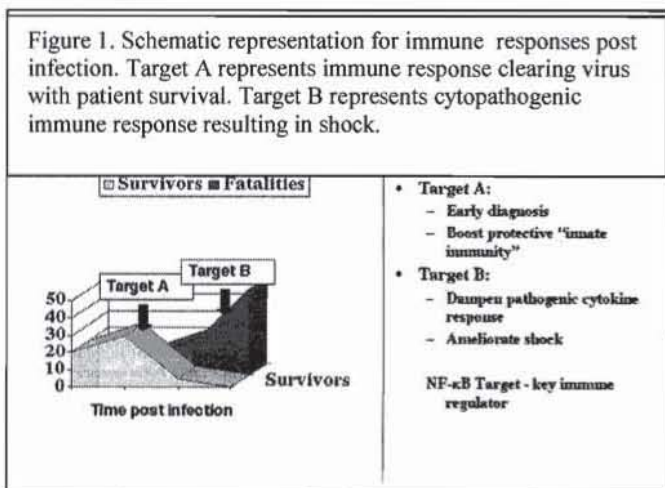 Figure 1. Schematic representation for immune responses post
infection. Target A represents immune response clearing virus
with patient survival. Target B represents cytopathogenic
immune response resulting in shock.
Survivors Fatalities
Target A
Target B
50
40
30
20
10
0
Survivors
Time post infection
• Target A:
– Early diagnosis
– Boost protective "innate
immunity"
• Target B:
– Dampen pathogenic cytokine
response
– Ameliorate shock
NF-κB Target - key immune
regulator